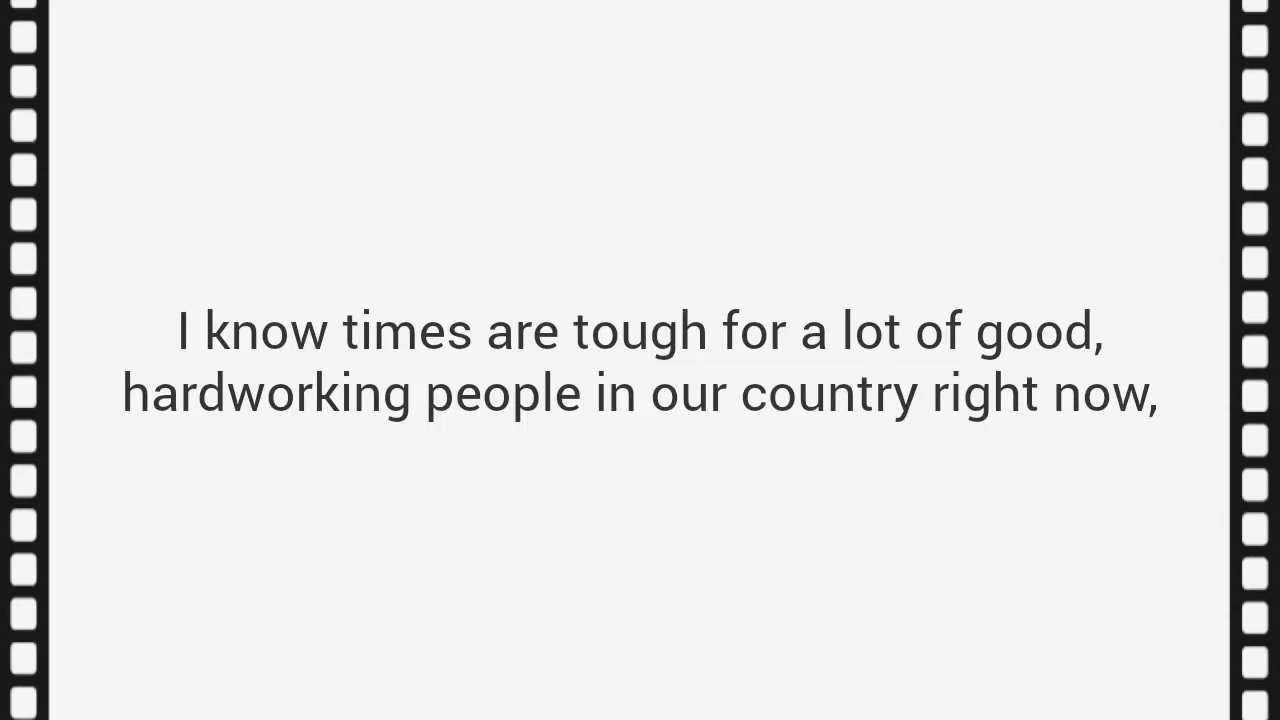 I know times are tough for a lot of good,
hardworking people in our country right now,